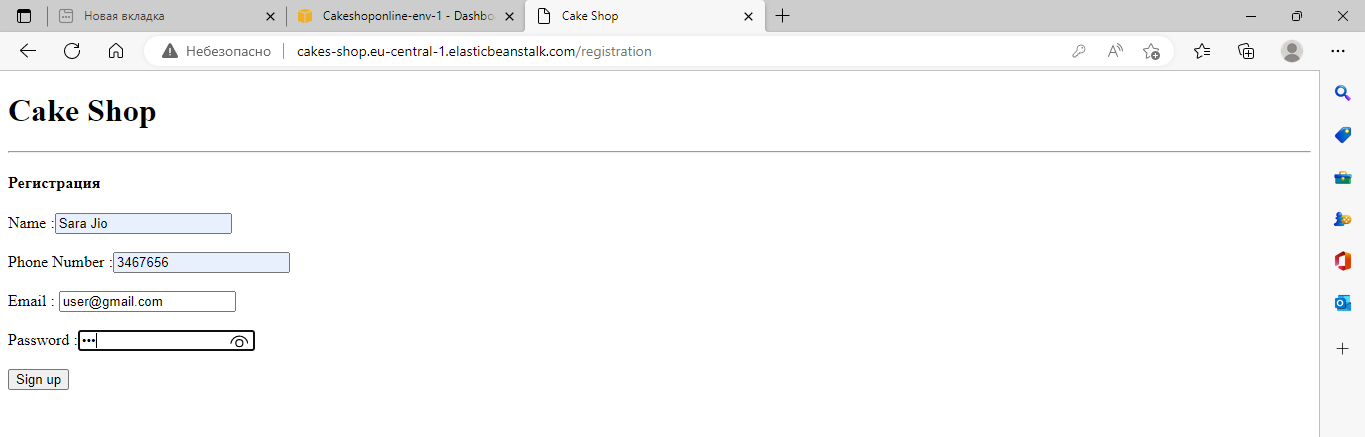 Новая вкладка
Cakeshoponline-env-1 - Dashbo
Cake Shop
Небезопасно cakes-shop.eu-central-1.elasticbeanstalk.com/registration
Cake Shop
Регистрация
Name : Sara Jio
Phone Number : 3467656
Email : user@gmail.com
Password : •••
Sign up